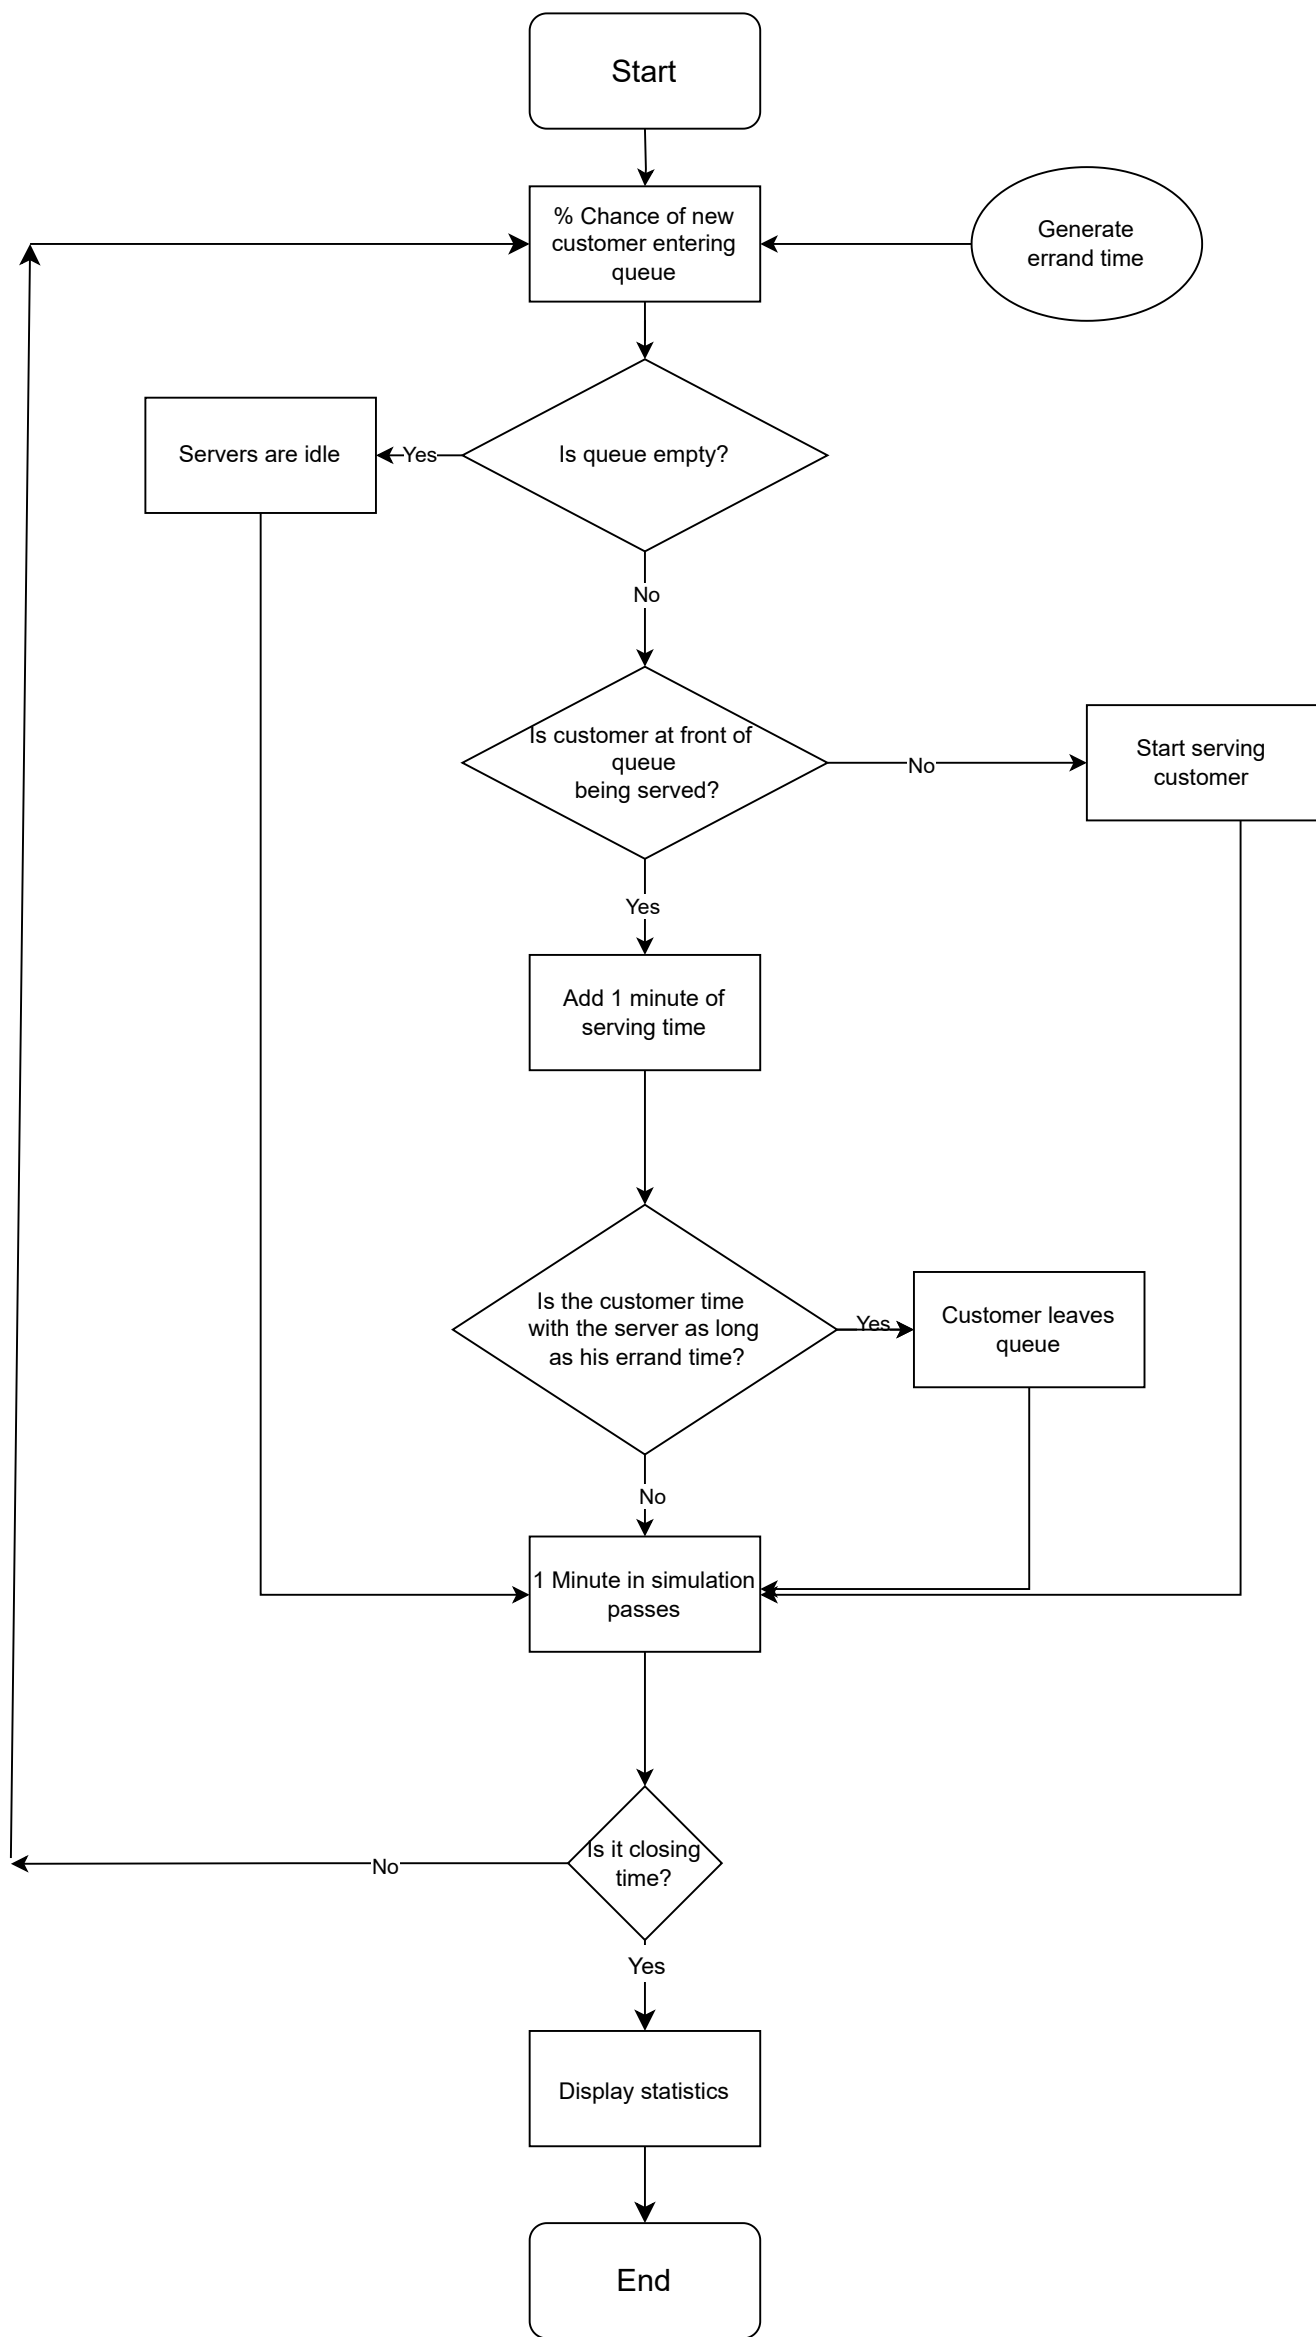 Start
% Chance of new
customer entering
queue
Generate
errand time
Servers are idle
Yes
Is queue empty?
No
Is customer at front of
queue
being served?
No
Start serving
customer
Yes
Add 1 minute of
serving time
Is the customer time
with the server as long
as his errand time?
Yes
Customer leaves
queue
No
1 Minute in simulation
passes
Is it closing
time?
No
Yes
Display statistics
End